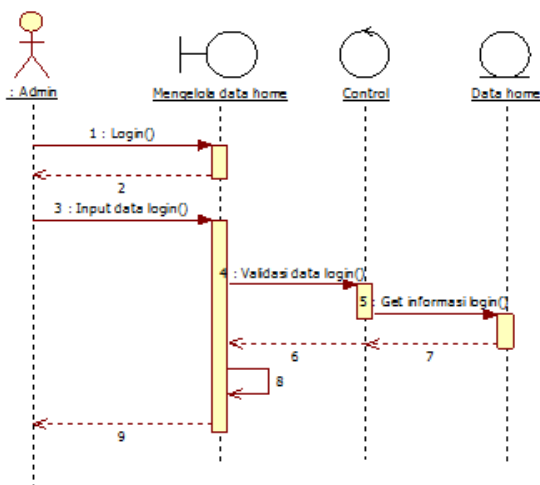 : Admin
Mengelola data home
Control
Data home
1 : Login()
2
3 : Input data login()
4 : Validasi data login()
5 : Get informasi login()
6
7
8
9